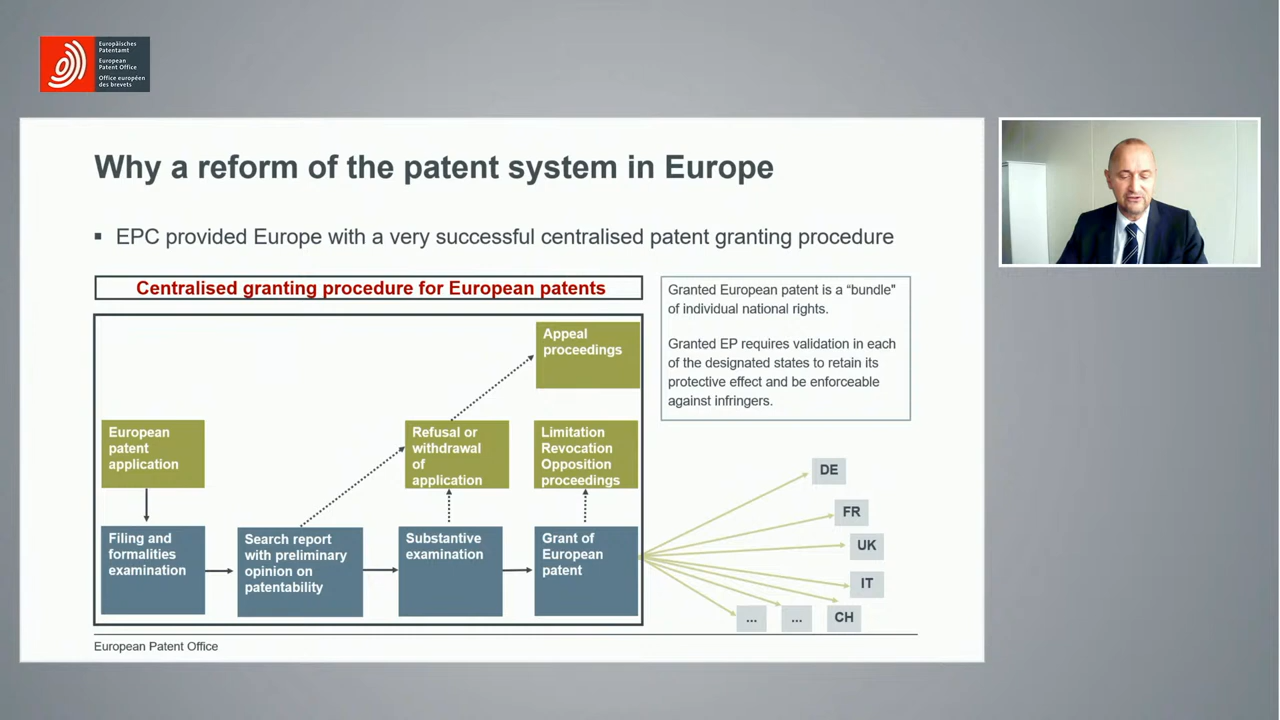 Europäisches
Patentamt
European
Patent Office
Office européen
des brevets
Why a reform of the patent system in Europe
▪ EPC provided Europe with a very successful centralised patent granting procedure
Centralised granting procedure for European patents
Granted European patent is a “bundle"
of individual national rights.
Granted EP requires validation in each
of the designated states to retain its
protective effect and be enforceable
against infringers.
Appeal
proceedings
European
patent
application
Refusal or
withdrawal
of
application
Limitation
Revocation
Opposition
proceedings
Filing and
formalities
examination
Search report
with preliminary
opinion on
patentability
Substantive
examination
Grant of
European
patent
DE
FR
UK
IT
CH
...
...
European Patent Office